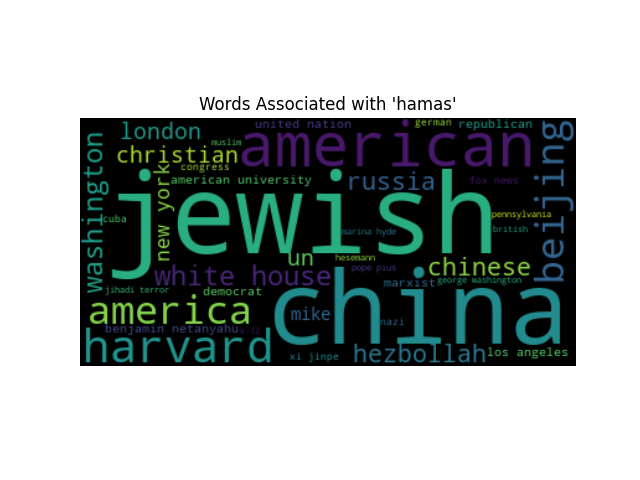 Words Associated with 'hamas'
united nation
german
republican
london
american
muslim
christian
congress
washington
new york
american university
russia
fox news
beijing
jewish
cuba
pennsylvania
marina hyde
british
un
hesemann
pope pius
chinese
white house
marxist
george washington
jihadi terror
democrat
america
china
mike
nazi
benjamin netanyahu
k-12
harvard
xi jinpe
hezbollah
los angeles